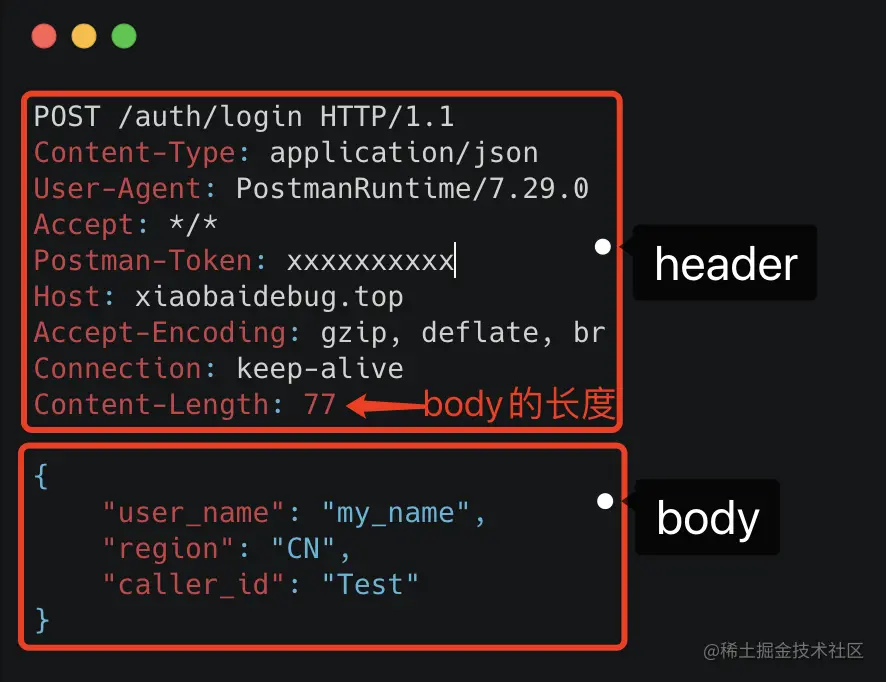 POST /auth/login HTTP/1.1
Content-Type: application/json
User-Agent: PostmanRuntime/7.29.0
Accept: */*
Postman-Token: xxxxxxxxxx
Host: xiaobaidebug.top
Accept-Encoding: gzip, deflate, br
Connection: keep-alive
Content-Length: 77
body的长度
header
{
    "user_name": "my_name",
    "region": "CN",
    "caller_id": "Test"
}
body
@稀土掘金技术社区